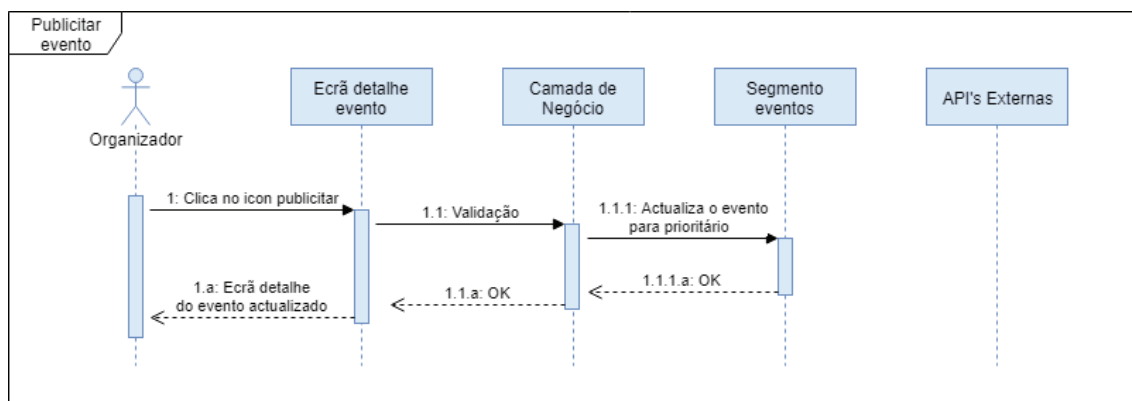 Publicitar
evento
Organizador
Ecrã detalhe
evento
Camada de
Negócio
Segmento
eventos
API's Externas
1: Clica no icon publicitar
1.1: Validação
1.1.1: Actualiza o evento
para prioritário
1.1.1.a: OK
1.1.a: OK
1.a: Ecrã detalhe
do evento actualizado